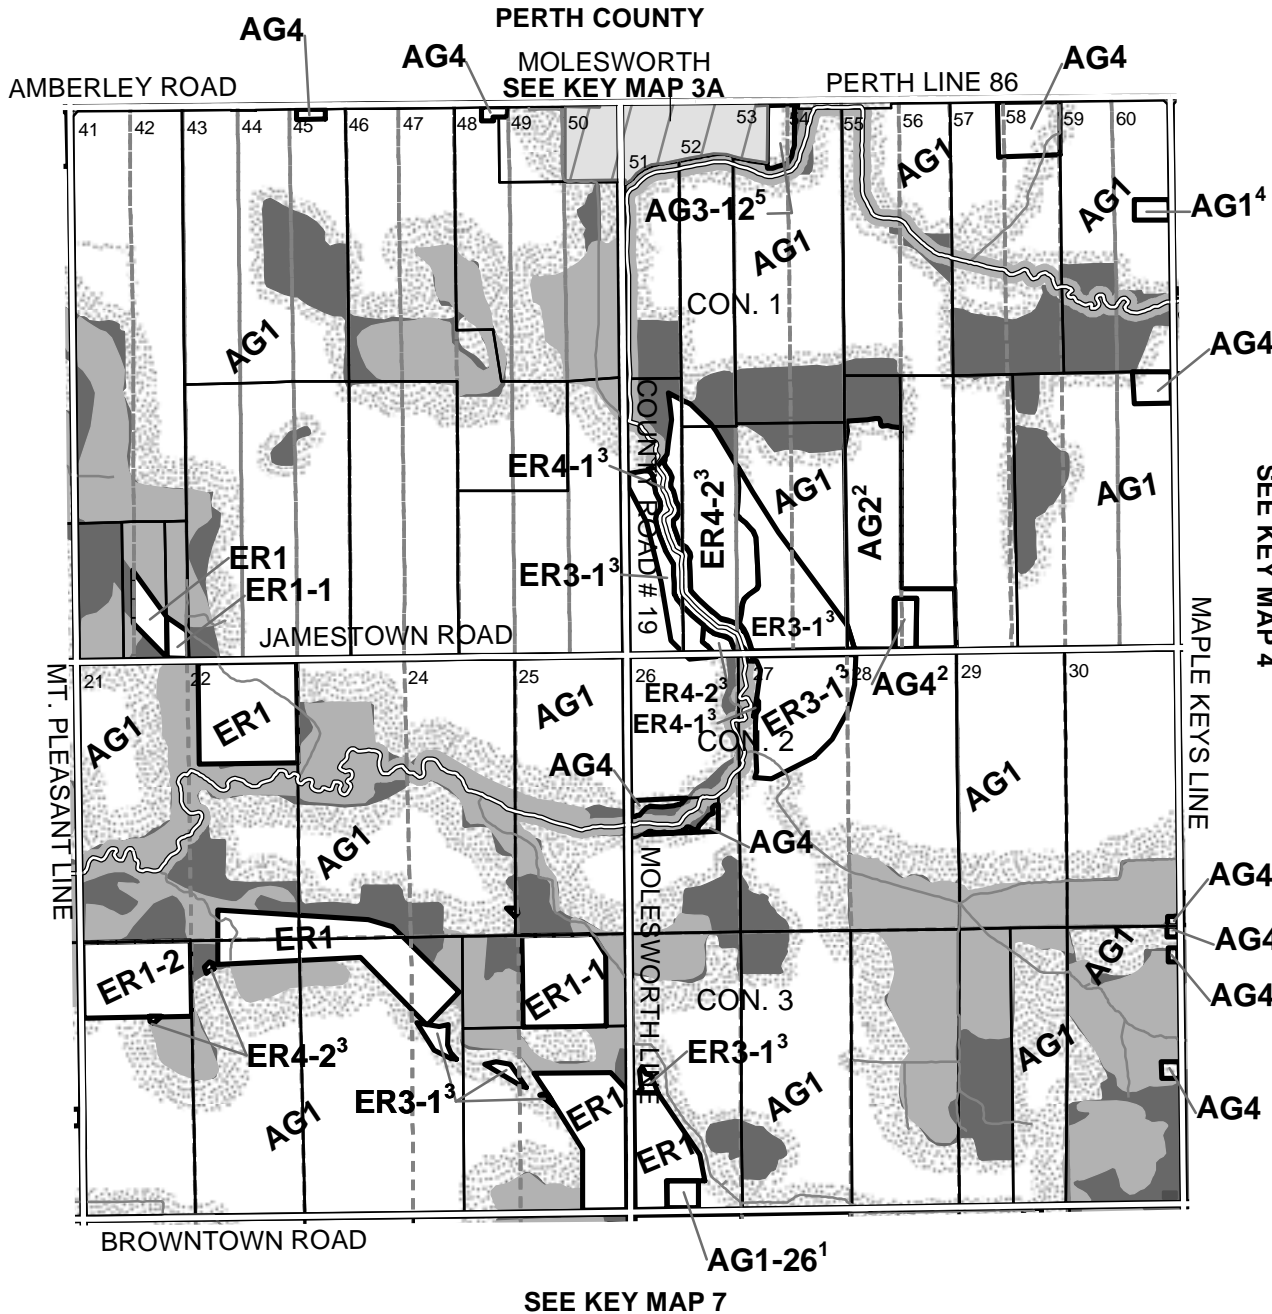 PERTH COUNTY
AG4
AG4
MOLESWORTH
SEE KEY MAP 3A
AG4
AMBERLEY ROAD
PERTH LINE 86
41 42 43 44 45 46 47 48 49 50 51 52 53 54 55 56 57 58 59 60
AG1
AG1
AG1⁴
AG3-12⁵
AG1
CON. 1
AG1
AG4
COUNTY ROAD # 19
ER4-1³
ER4-2³
AG1
AG2²
AG1
SEE KEY MAP 4
ER1
ER1-1
ER3-1³
ER3-1³
JAMESTOWN ROAD
MAPLE KEYS LINE
MT. PLEASANT LINE
21 22 24 25 26 27 28 29 30
AG1
ER1
AG1
ER4-2³
ER4-1³
ER3-1³
AG4²
CON. 2
AG4
AG1
AG1
AG4
MOLESWORTH LINE
AG4
AG4
AG4
ER1
ER1-2
ER1-1
AG1
CON. 3
ER4-2³
ER3-1³
AG1
ER3-1³
AG1
AG1
ER1
ER1
AG4
BROWNTOWN ROAD
AG1-26¹
SEE KEY MAP 7